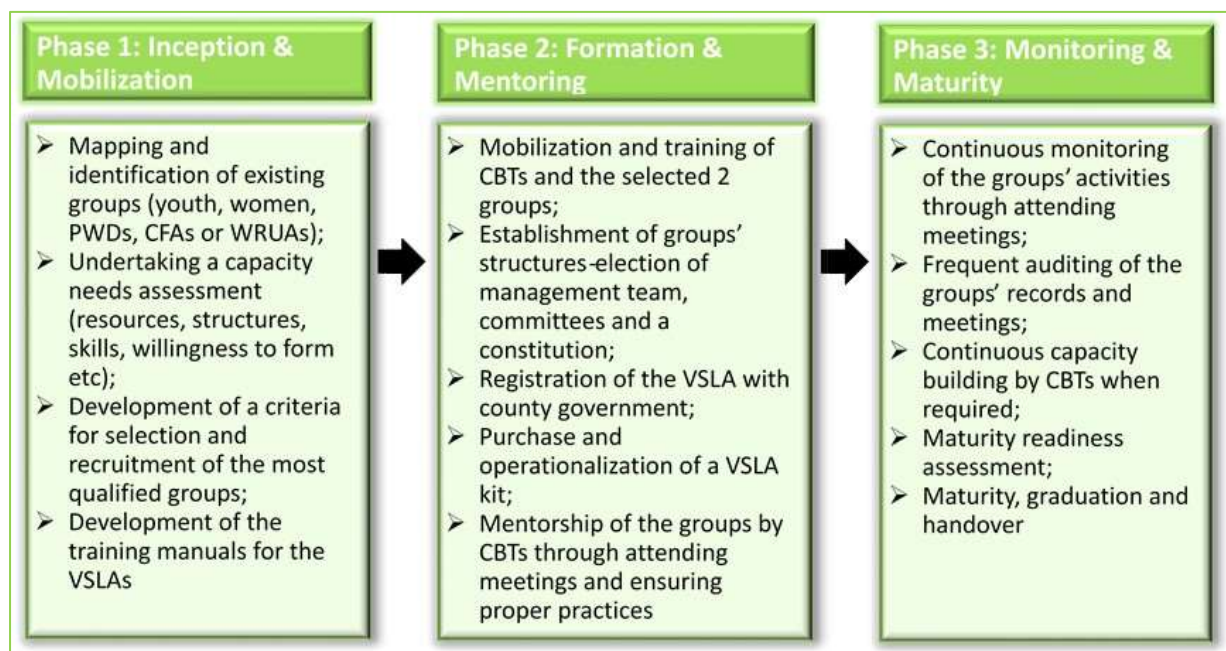 Phase 1: Inception &
Mobilization
➢ Mapping and
identification of existing
groups (youth, women,
PWDs, CFAs or WRUAs);
➢ Undertaking a capacity
needs assessment
(resources, structures,
skills, willingness to form
etc);
➢ Development of a criteria
for selection and
recruitment of the most
qualified groups;
➢ Development of the
training manuals for the
VSLAs
Phase 2: Formation &
Mentoring
➢ Mobilization and training of
CBTs and the selected 2
groups;
➢ Establishment of groups’
structures-election of
management team,
committees and a
constitution;
➢ Registration of the VSLA with
county government;
➢ Purchase and
operationalization of a VSLA
kit;
➢ Mentorship of the groups by
CBTs through attending
meetings and ensuring
proper practices
Phase 3: Monitoring &
Maturity
➢ Continuous monitoring
of the groups’ activities
through attending
meetings;
➢ Frequent auditing of the
groups’ records and
meetings;
➢ Continuous capacity
building by CBTs when
required;
➢ Maturity readiness
assessment;
➢ Maturity, graduation and
handover